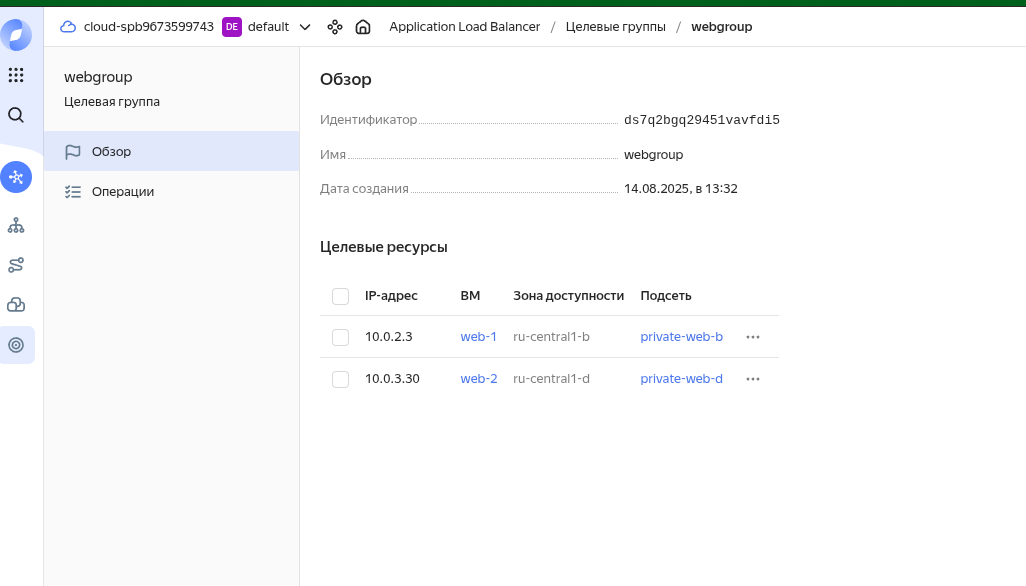 cloud-spb9673599743 DE default Application Load Balancer / Целевые группы / webgroup
webgroup
Целевая группа
Обзор
Операции
Обзор
Идентификатор ds7q2bgq29451vavfdi5
Имя webgroup
Дата создания 14.08.2025, в 13:32
Целевые ресурсы
IP-адрес ВМ Зона доступности Подсеть
10.0.2.3 web-1 ru-central1-b private-web-b
10.0.3.30 web-2 ru-central1-d private-web-d